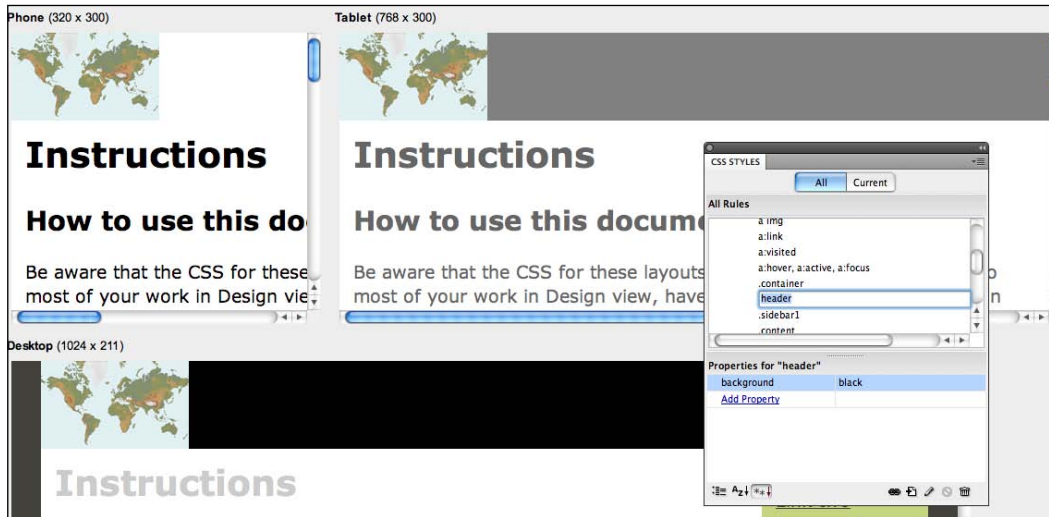 Phone (320 x 300)
Tablet (768 x 300)
Instructions
How to use this do
Be aware that the CSS for these
most of your work in Design vie
Instructions
How to use this docume
Be aware that the CSS for these layouts
most of your work in Design view, have
o
n
Desktop (1024 x 211)
Instructions
CSS STYLES
All
Current
All Rules
a img
a:link
a:visited
a:hover, a:active, a:focus
.container
header
.sidebar1
.content
Properties for "header"
background black
Add Property